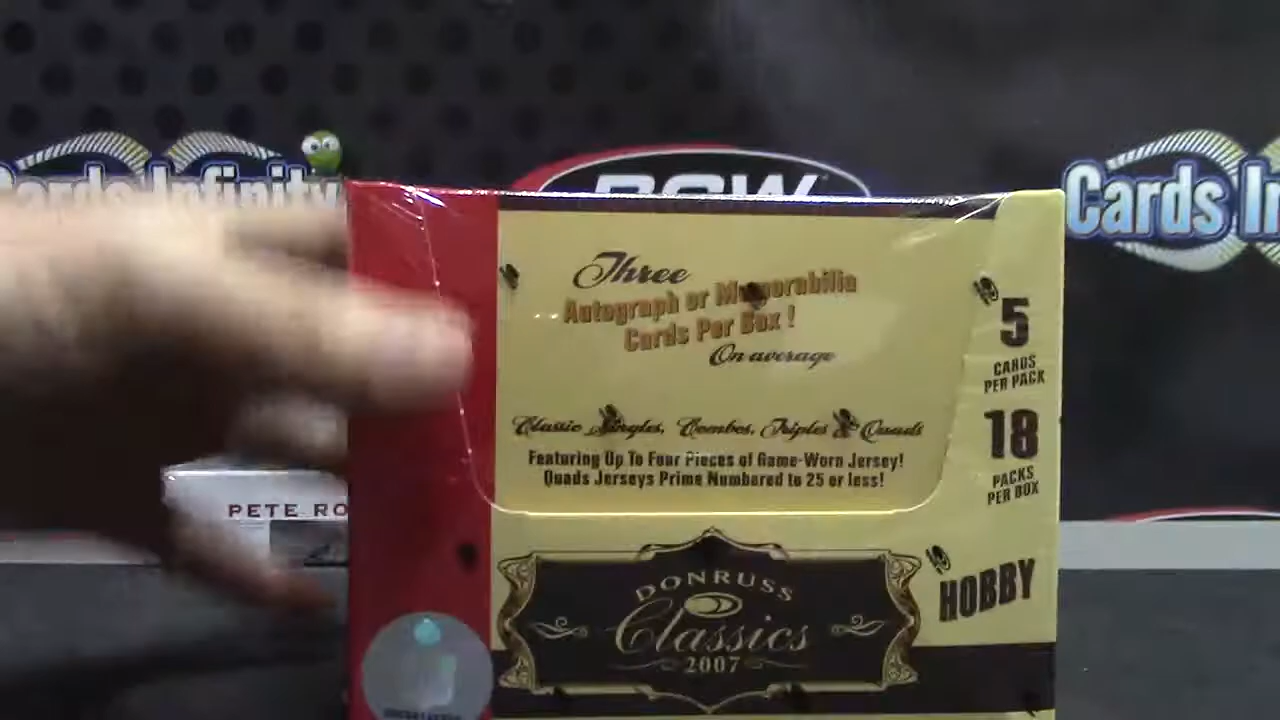 Cards Infinity
BCW
Cards In
Three
Autograph or Memorabilia
Cards Per Box !
On average
Classic Singles, Combos, Triples & Quads
Featuring Up To Four Pieces of Game-Worn Jersey!
Quads Jerseys Prime Numbered to 25 or less!
5
CARDS
PER PACK
18
PACKS
PER BOX
HOBBY
PETE RO
DONRUSS
Classics
2007